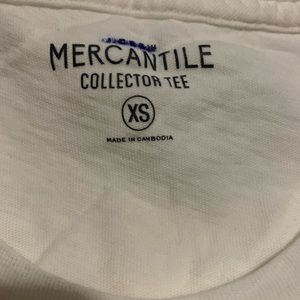 MERCANTILE
COLLECTOR TEE
XS
MADE IN CAMBODIA